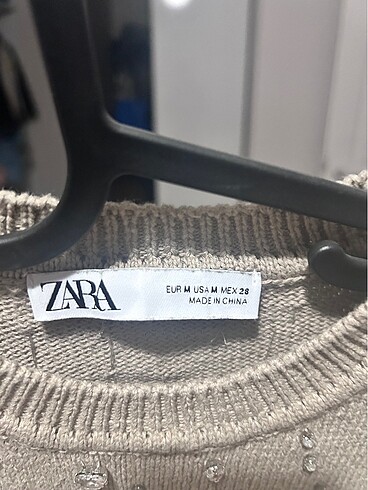 ZARA
EUR M USA M MEX 28
MADE IN CHINA